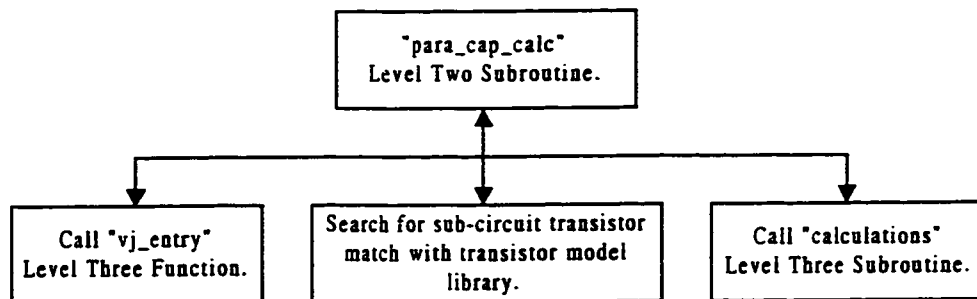 "para_cap_calc"
Level Two Subroutine.
Call "vj_entry"
Level Three Function.
Search for sub-circuit transistor
match with transistor model
library.
Call "calculations"
Level Three Subroutine.